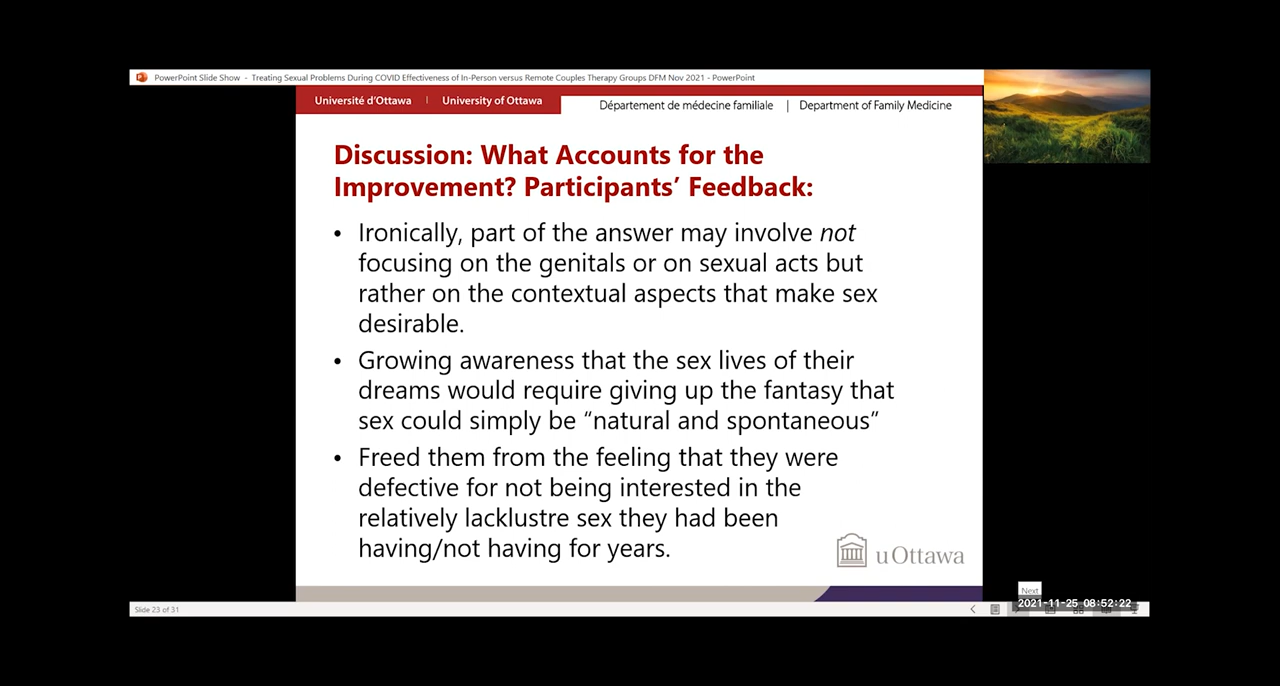 PowerPoint Slide Show - Treating Sexual Problems During COVID Effectiveness of In-Person versus Remote Couples Therapy Groups DFM Nov 2021 - PowerPoint
Université d'Ottawa | University of Ottawa
Département de médecine familiale | Department of Family Medicine
Discussion: What Accounts for the
Improvement? Participants' Feedback:
• Ironically, part of the answer may involve not
focusing on the genitals or on sexual acts but
rather on the contextual aspects that make sex
desirable.
• Growing awareness that the sex lives of their
dreams would require giving up the fantasy that
sex could simply be “natural and spontaneous”
• Freed them from the feeling that they were
defective for not being interested in the
relatively lacklustre sex they had been
having/not having for years.
uOttawa
Next
2021-11-25 08:52:22
Slide 23 of 31